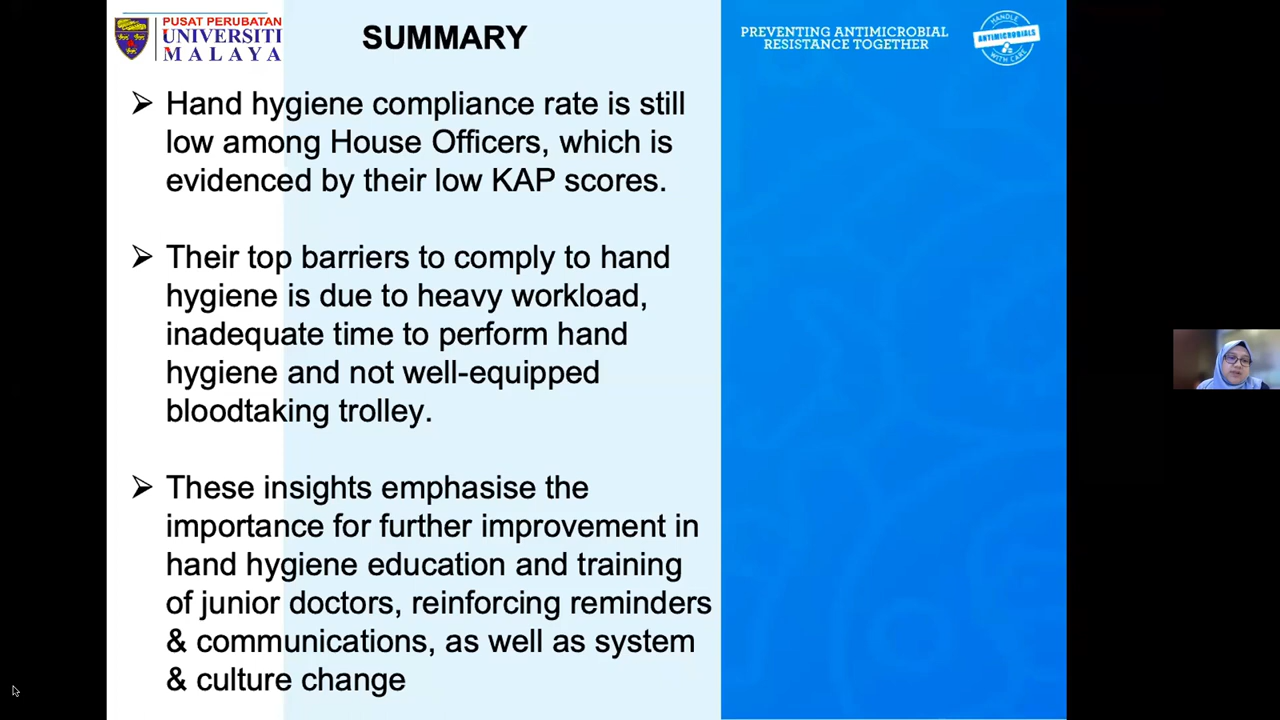 PUSAT PERUBATAN
UNIVERSITI
MALAYA
SUMMARY
PREVENTING ANTIMICROBIAL
RESISTANCE TOGETHER
HANDLE
ANTIMICROBIALS
WITH CARE
➢ Hand hygiene compliance rate is still
low among House Officers, which is
evidenced by their low KAP scores.
➢ Their top barriers to comply to hand
hygiene is due to heavy workload,
inadequate time to perform hand
hygiene and not well-equipped
bloodtaking trolley.
➢ These insights emphasise the
importance for further improvement in
hand hygiene education and training
of junior doctors, reinforcing reminders
& communications, as well as system
& culture change